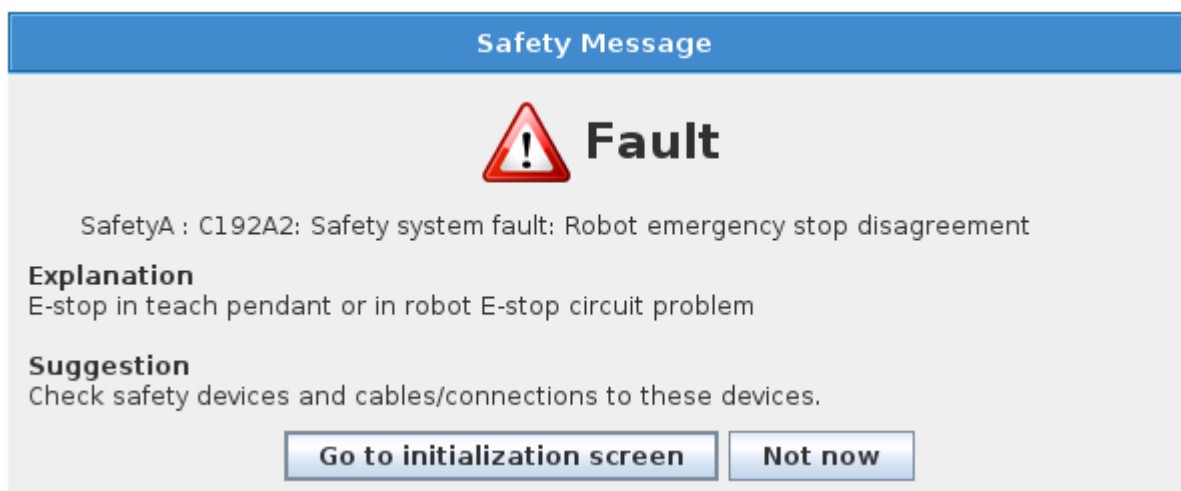 Safety Message
Fault
SafetyA : C192A2: Safety system fault: Robot emergency stop disagreement
Explanation
E-stop in teach pendant or in robot E-stop circuit problem
Suggestion
Check safety devices and cables/connections to these devices.
Go to initialization screen
Not now